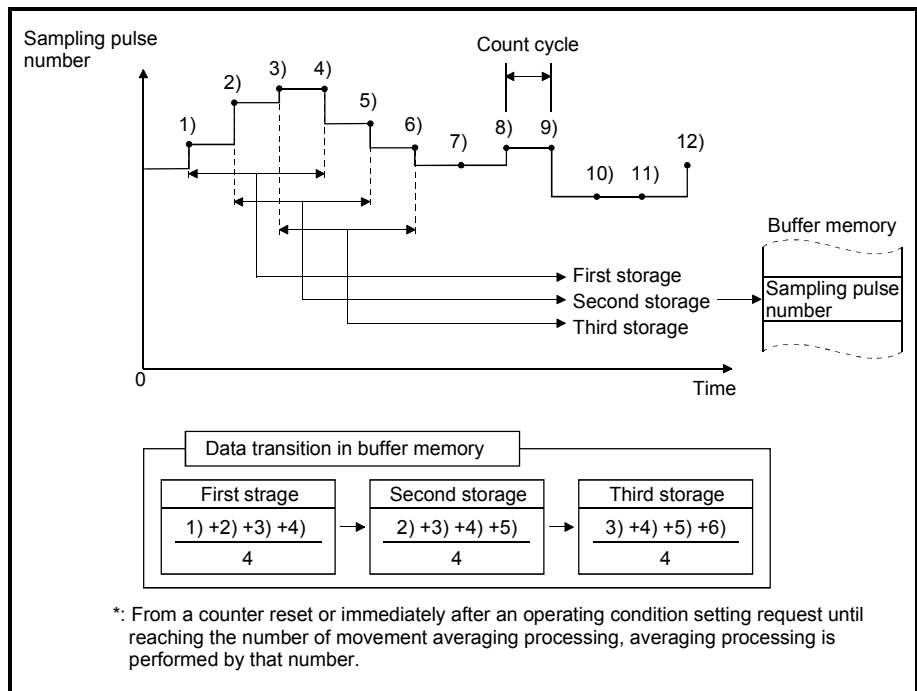 Sampling pulse
number
Count cycle
1)
2)
3)
4)
5)
6)
7)
8)
9)
10)
11)
12)
Buffer memory
First storage
Second storage
Third storage
Sampling pulse
number
0
Time
Data transition in buffer memory
First strage
1) +2) +3) +4)
4
Second storage
2) +3) +4) +5)
4
Third storage
3) +4) +5) +6)
4
*: From a counter reset or immediately after an operating condition setting request until
reaching the number of movement averaging processing, averaging processing is
performed by that number.